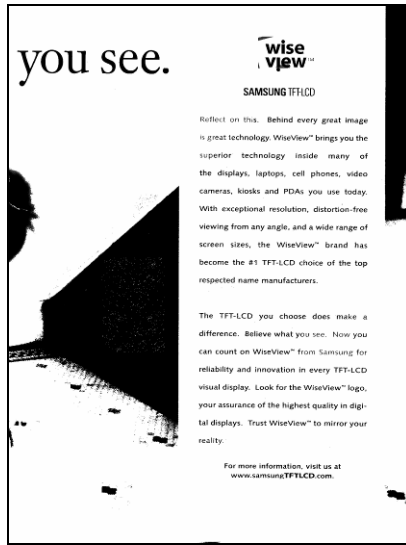 you see.
wise
view™
SAMSUNG TFT-LCD
Reflect on this. Behind every great image
is great technology. WiseView™ brings you the
superior technology inside many of
the displays, laptops, cell phones, video
cameras, kiosks and PDAs you use today.
With exceptional resolution, distortion-free
viewing from any angle, and a wide range of
screen sizes, the WiseView™ brand has
become the #1 TFT-LCD choice of the top
respected name manufacturers.
The TFT-LCD you choose does make a
difference. Believe what you see. Now you
can count on WiseView™ from Samsung for
reliability and innovation in every TFT-LCD
visual display. Look for the WiseView™ logo,
your assurance of the highest quality in digi-
tal displays. Trust WiseView™ to mirror your
reality.
For more information, visit us at
www.samsungTFTLCD.com.